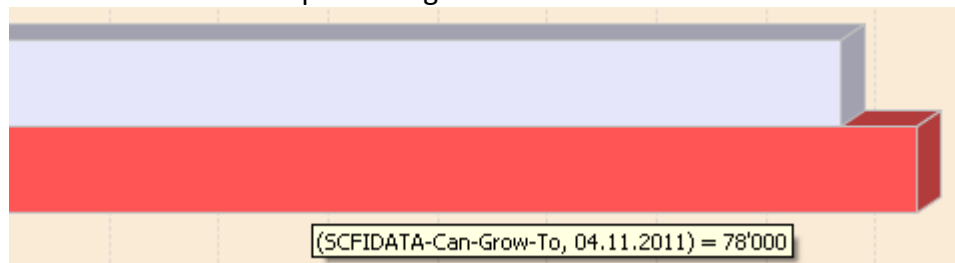 (SCFIDATA-Can-Grow-To, 04.11.2011) = 78'000